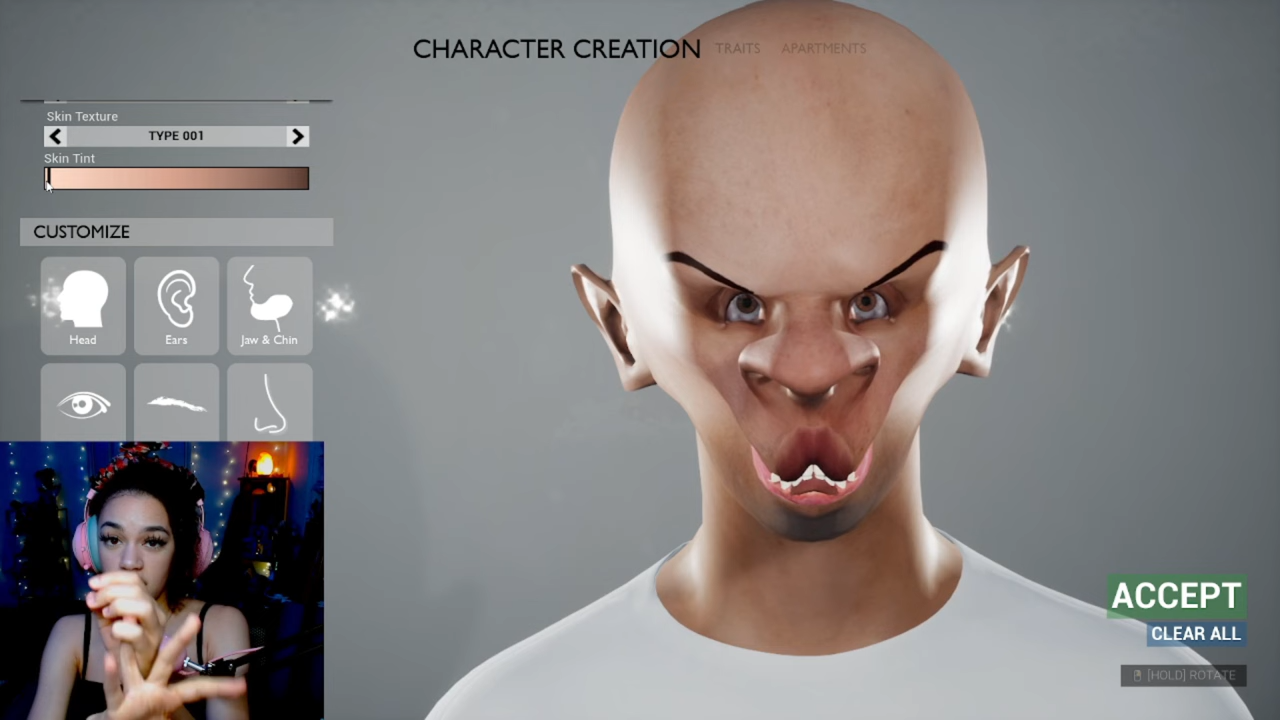 CHARACTER CREATION TRAITS APARTMENTS
Skin Texture
TYPE 001
Skin Tint
CUSTOMIZE
Head Ears Jaw & Chin
ACCEPT
CLEAR ALL
[HOLD] ROTATE